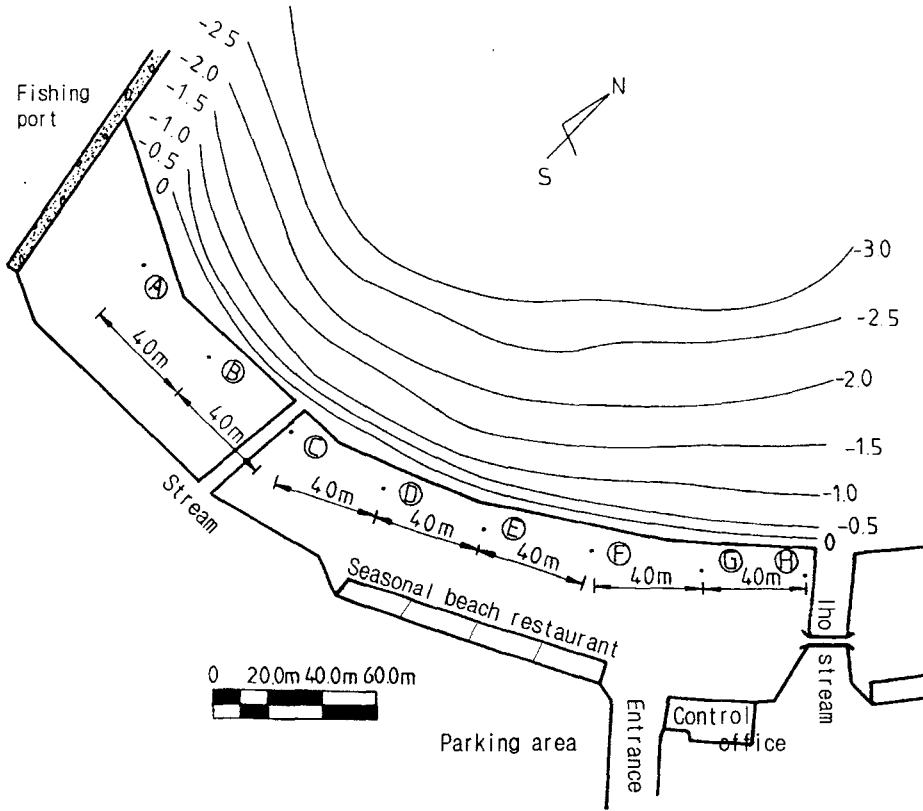 -2.5
-2.0
-1.5
-1.0
-0.5
0
Fishing
port
N
S
-3.0
-2.5
-2.0
-1.5
-1.0
-0.5
0
A
B
C
D
E
F
G
H
40m
40m
40m
40m
40m
40m
40m
Stream
Seasonal beach restaurant
Iho
stream
0 20.0m 40.0m 60.0m
Parking area
Entrance
Control
office